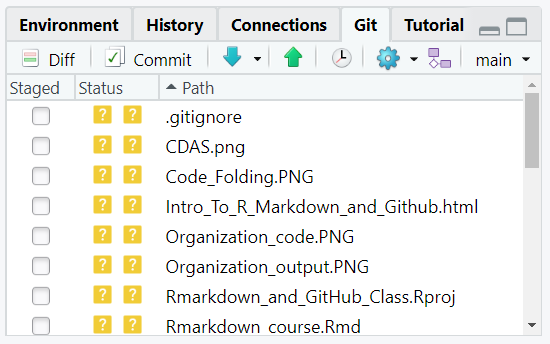 Environment History Connections Git Tutorial
Diff Commit main
Staged Status Path
? ? .gitignore
? ? CDAS.png
? ? Code_Folding.PNG
? ? Intro_To_R_Markdown_and_Github.html
? ? Organization_code.PNG
? ? Organization_output.PNG
? ? Rmarkdown_and_GitHub_Class.Rproj
? ? Rmarkdown_course.Rmd